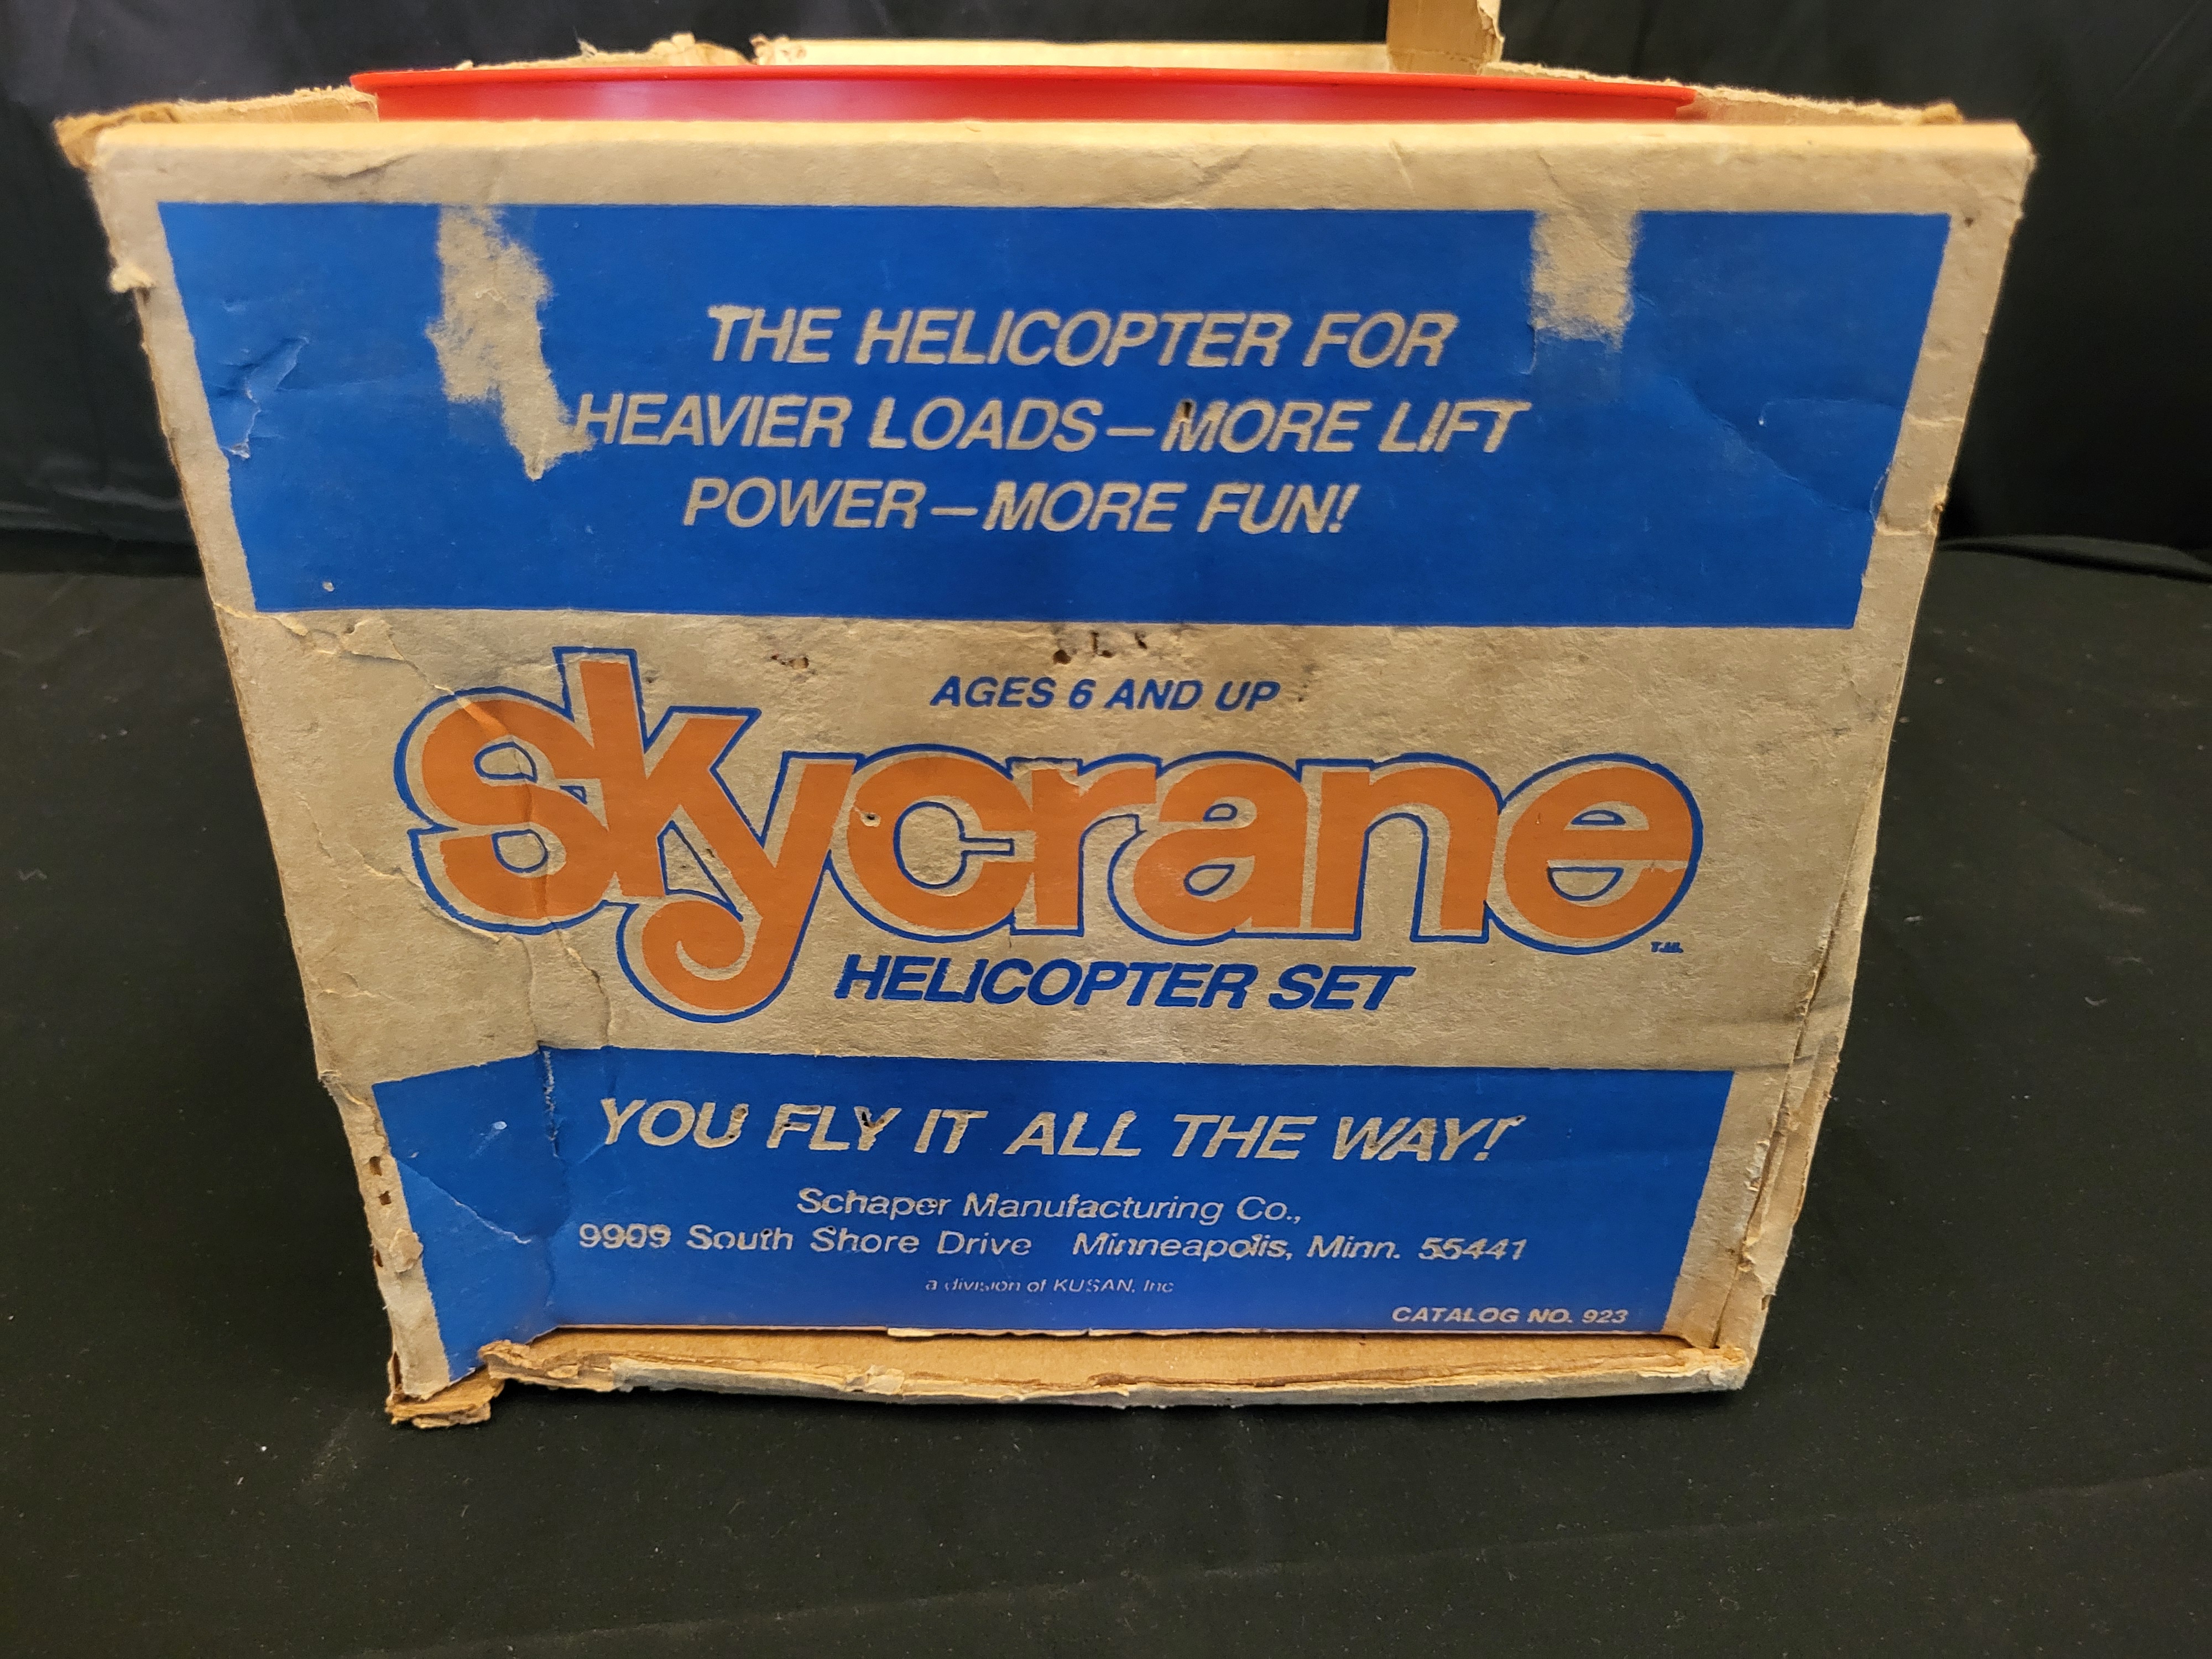 THE HELICOPTER FOR
HEAVIER LOADS—MORE LIFT
POWER—MORE FUN!
AGES 6 AND UP
skycrane T.M.
HELICOPTER SET
YOU FLY IT ALL THE WAY!
Schaper Manufacturing Co.,
9909 South Shore Drive Minneapolis, Minn. 55441
a division of KUSAN, Inc
CATALOG NO. 923